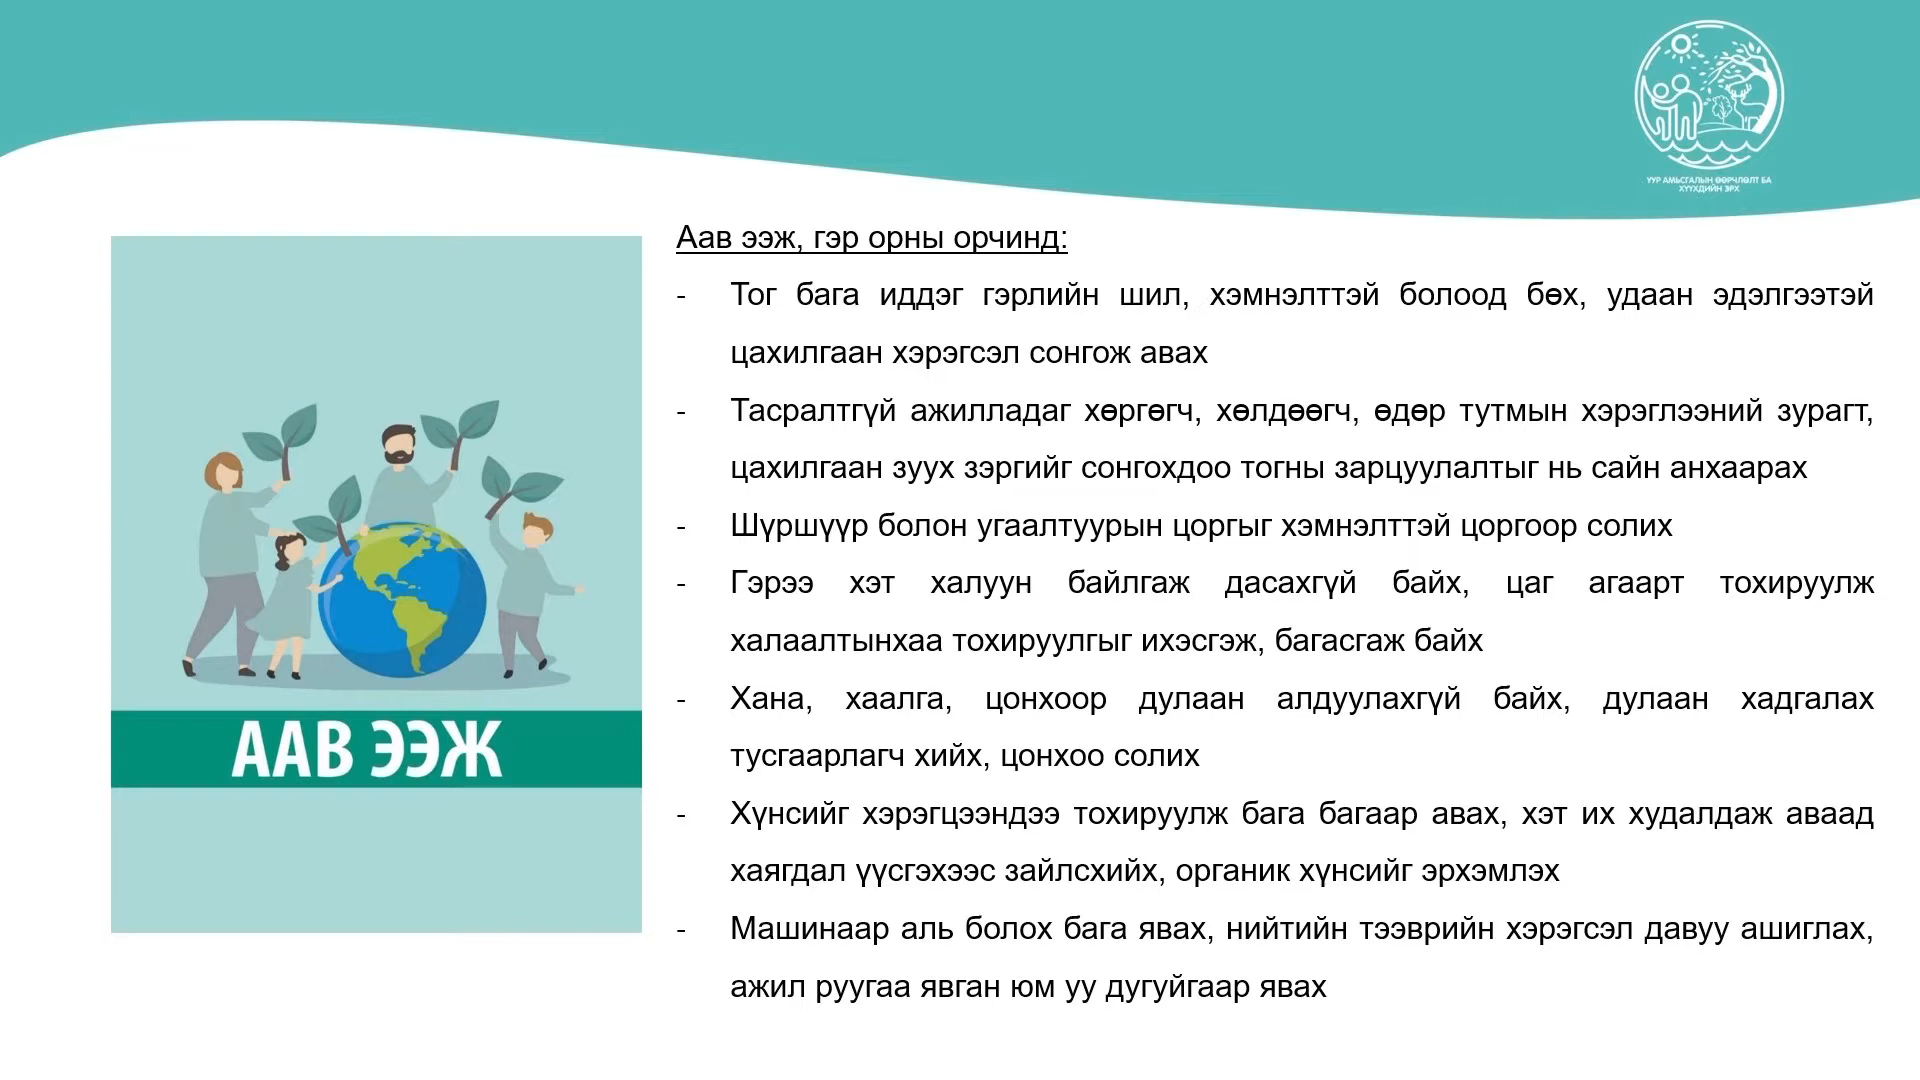 ҮҮР АМЬСГАЛЫН ӨӨРЧЛӨЛТ БА
ХҮҮХДИЙН ЭРХ
Аав ээж, гэр орны орчинд:
- Тог бага иддэг гэрлийн шил, хэмнэлттэй болоод бөх, удаан эдэлгээтэй
цахилгаан хэрэгсэл сонгож авах
- Тасралтгүй ажилладаг хөргөгч, хөлдөөгч, өдөр тутмын хэрэглээний зурагт,
цахилгаан зуух зэргийг сонгохдоо тогны зарцуулалтыг нь сайн анхаарах
- Шүршүүр болон угаалтуурын цоргыг хэмнэлттэй цоргоор солих
- Гэрээ хэт халуун байлгаж дасахгүй байх, цаг агаарт тохируулж
халаалтынхаа тохируулгыг ихэсгэж, багасгаж байх
- Хана, хаалга, цонхоор дулаан алдуулахгүй байх, дулаан хадгалах
тусгаарлагч хийх, цонхоо солих
- Хүнсийг хэрэгцээндээ тохируулж бага багаар авах, хэт их худалдаж аваад
хаягдал үүсгэхээс зайлсхийх, органик хүнсийг эрхэмлэх
- Машинаар аль болох бага явах, нийтийн тээврийн хэрэгсэл давуу ашиглах,
ажил руугаа явган юм уу дугуйгаар явах
ААВ ЭЭЖ